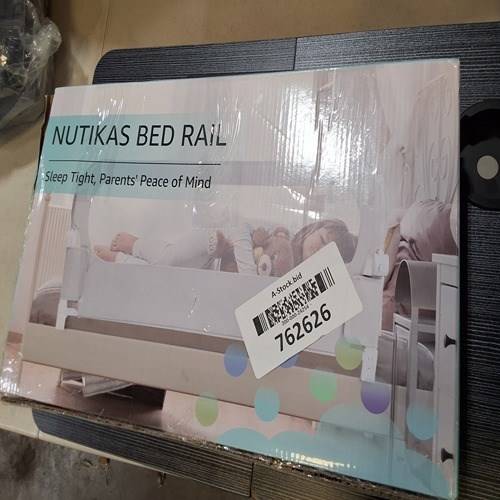 NUTIKAS BED RAIL
Sleep Tight, Parents' Peace of Mind
A-Stock.bid
762626